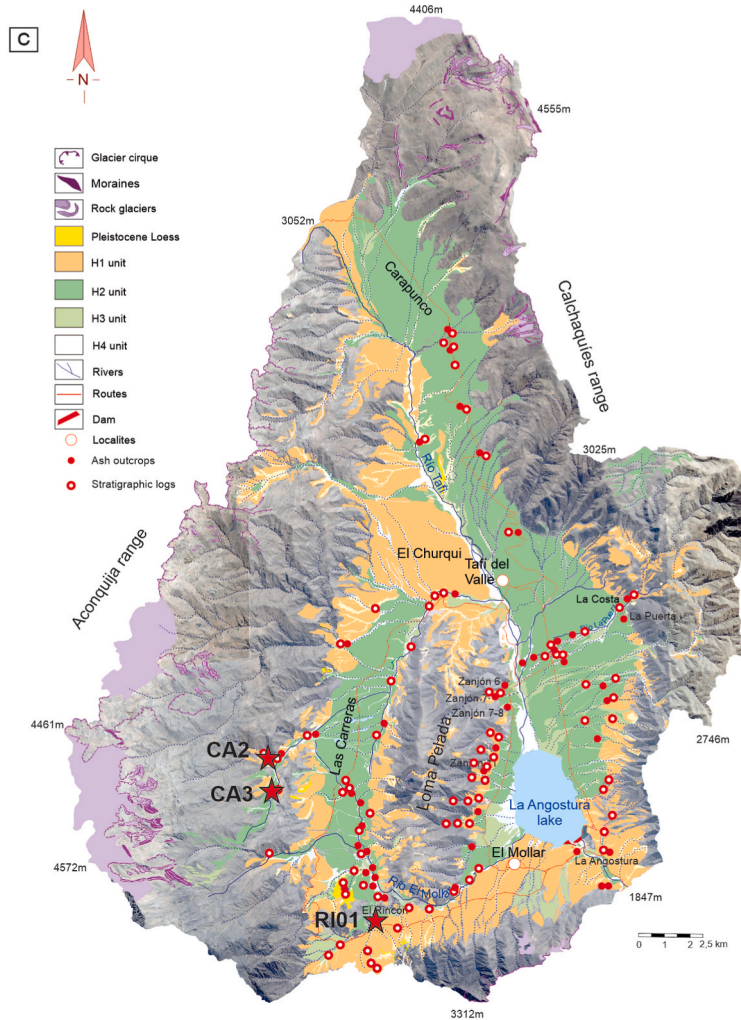 C
N
4406m
4555m
Glacier cirque
Moraines
Rock glaciers
Pleistocene Loess
H1 unit
H2 unit
H3 unit
H4 unit
Rivers
Routes
Dam
Localites
Ash outcrops
Stratigraphic logs
3052m
Carapunco
Calchaquíes range
3025m
Río Tafí
Aconquija range
El Churqui
Tafí del
Valle
La Costa
La Puerta
Zanjón 6
Zanjón 7
Zanjón 7-8
4461m
2746m
CA2
Las Carreras
Loma Pelada
CA3
La Angostura
lake
El Mollar
La Angostura
4572m
1847m
Río El Mollar
El Rincón
RI01
0 1 2 2,5 km
3312m